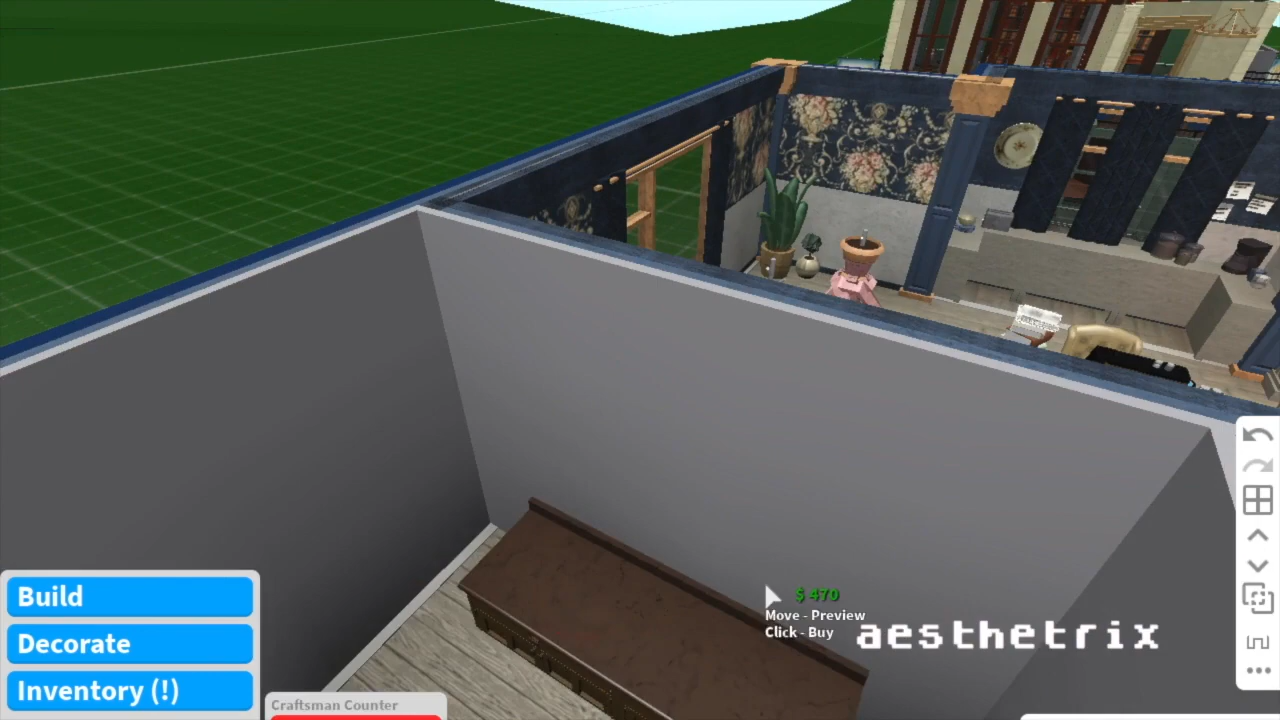 Build
Decorate
Inventory (!)
Craftsman Counter
$ 470
Move - Preview
Click - Buy
aesthetrix